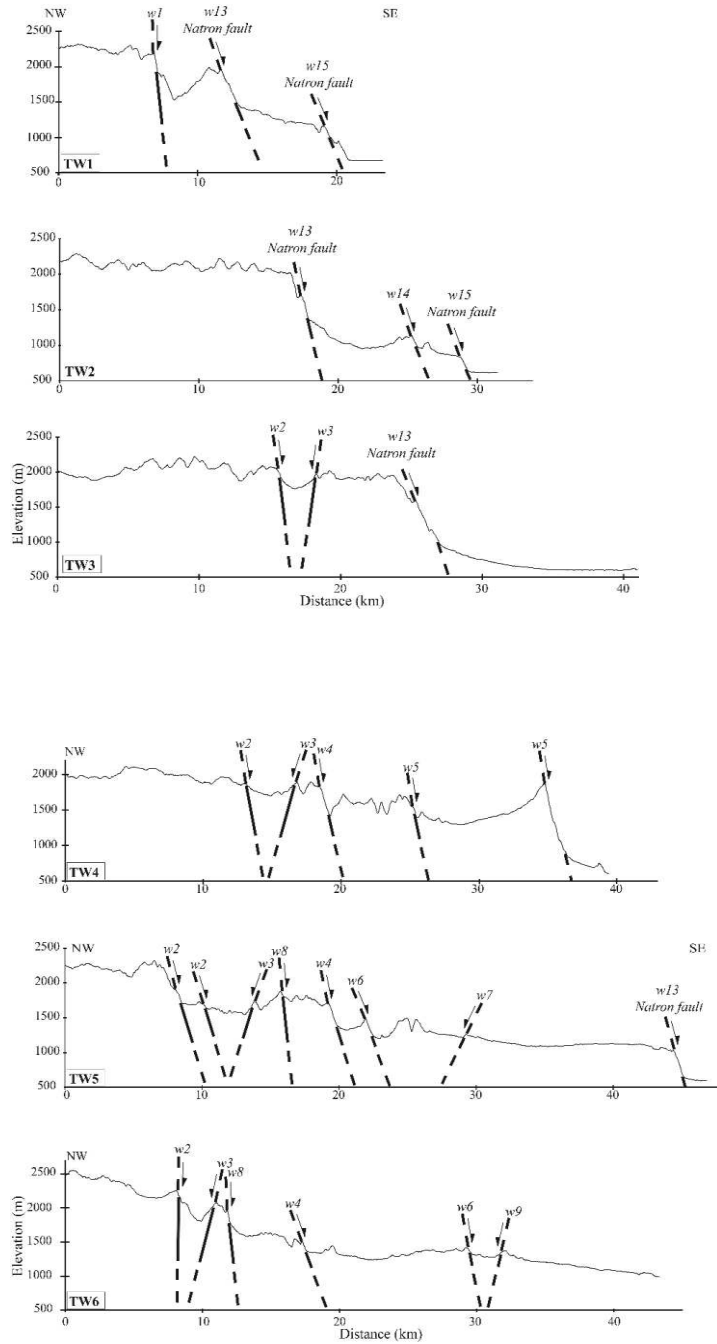 NW w1 w13 SE
Natron fault
w15
Natron fault
2500
2000
1500
1000
500
TW1
0 10 20
w13
Natron fault
w14 w15
Natron fault
2500
2000
1500
1000
500
TW2
0 10 20 30
w2 w3 w13
Natron fault
Elevation (m)
2500
2000
1500
1000
500
TW3
0 10 20 30 40
Distance (km)
NW w2 w3 w4 w5 w5
2000
1500
1000
500
TW4
0 10 20 30 40
NW w2 w2 w3 w8 w4 w6 w7 SE
w13
Natron fault
2500
2000
1500
1000
500
TW5
0 10 20 30 40
NW w2 w3 w8 w4 w6 w9
Elevation (m)
2500
2000
1500
1000
500
TW6
0 10 20 30 40
Distance (km)